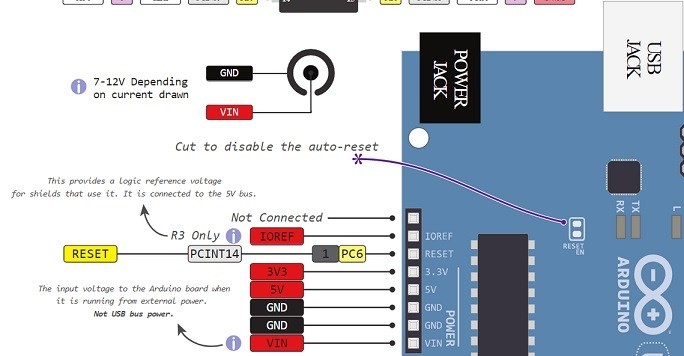 GND
7-12V Depending
on current drawn
VIN
POWER
JACK
USB
JACK
Cut to disable the auto-reset
This provides a logic reference voltage
for shields that use it. It is connected to the 5V bus.
Not Connected
R3 Only
IOREF
IOREF
RESET
PCINT14
1
PC6
RESET
3V3
3.3V
5V
5V
GND
GND
GND
GND
VIN
VIN
POWER
The input voltage to the Arduino board when
it is running from external power.
Not USB bus power.
RX
TX
L
RESET
EN
ARDUINO